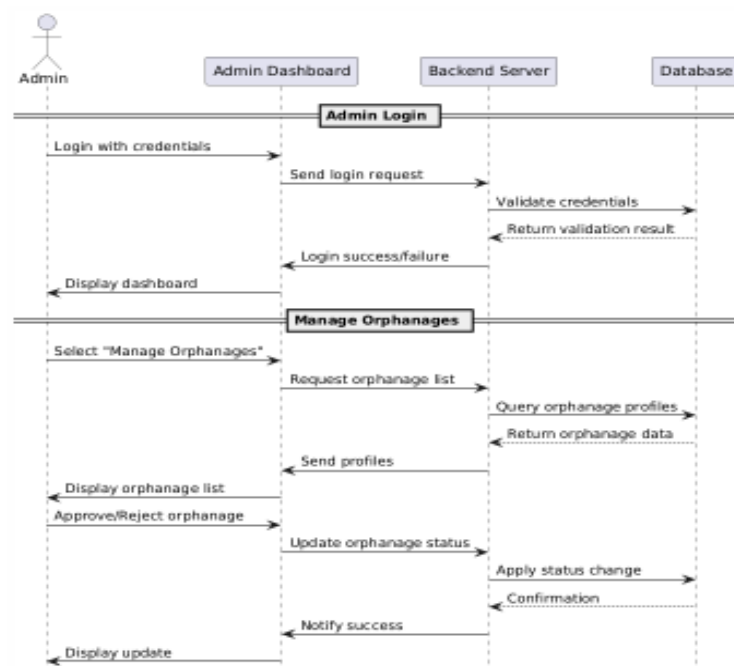 Admin
Admin Dashboard
Backend Server
Database
Admin Login
Login with credentials
Send login request
Validate credentials
Return validation result
Login success/failure
Display dashboard
Manage Orphanages
Select "Manage Orphanages"
Request orphanage list
Query orphanage profiles
Return orphanage data
Send profiles
Display orphanage list
Approve/Reject orphanage
Update orphanage status
Apply status change
Confirmation
Notify success
Display update